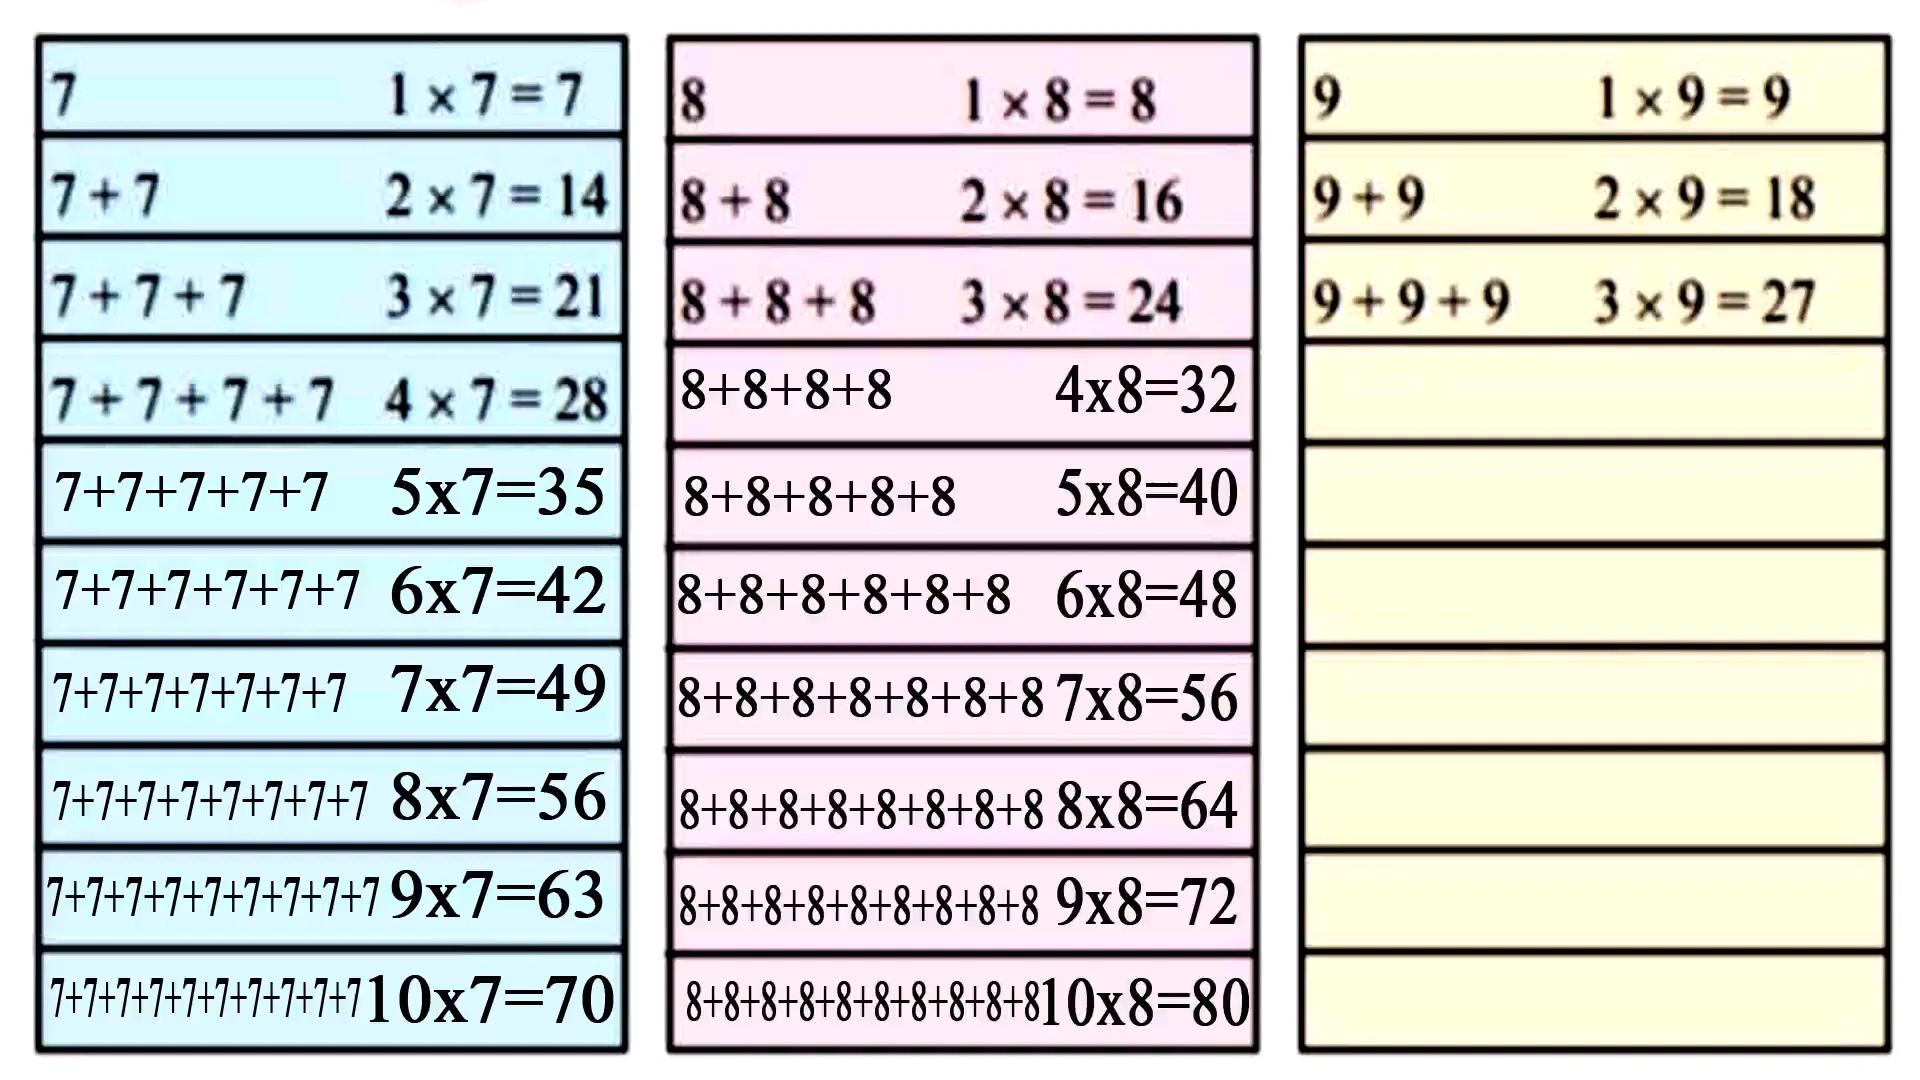 7 1 × 7 = 7
7 + 7 2 × 7 = 14
7 + 7 + 7 3 × 7 = 21
7 + 7 + 7 + 7 4 × 7 = 28
7+7+7+7+7 5x7=35
7+7+7+7+7+7 6x7=42
7+7+7+7+7+7+7 7x7=49
7+7+7+7+7+7+7+7 8x7=56
7+7+7+7+7+7+7+7+7 9x7=63
7+7+7+7+7+7+7+7+7+7 10x7=70
8 1 × 8 = 8
8 + 8 2 × 8 = 16
8 + 8 + 8 3 × 8 = 24
8+8+8+8 4x8=32
8+8+8+8+8 5x8=40
8+8+8+8+8+8 6x8=48
8+8+8+8+8+8+8 7x8=56
8+8+8+8+8+8+8+8 8x8=64
8+8+8+8+8+8+8+8+8 9x8=72
8+8+8+8+8+8+8+8+8+8 10x8=80
9 1 × 9 = 9
9 + 9 2 × 9 = 18
9 + 9 + 9 3 × 9 = 27